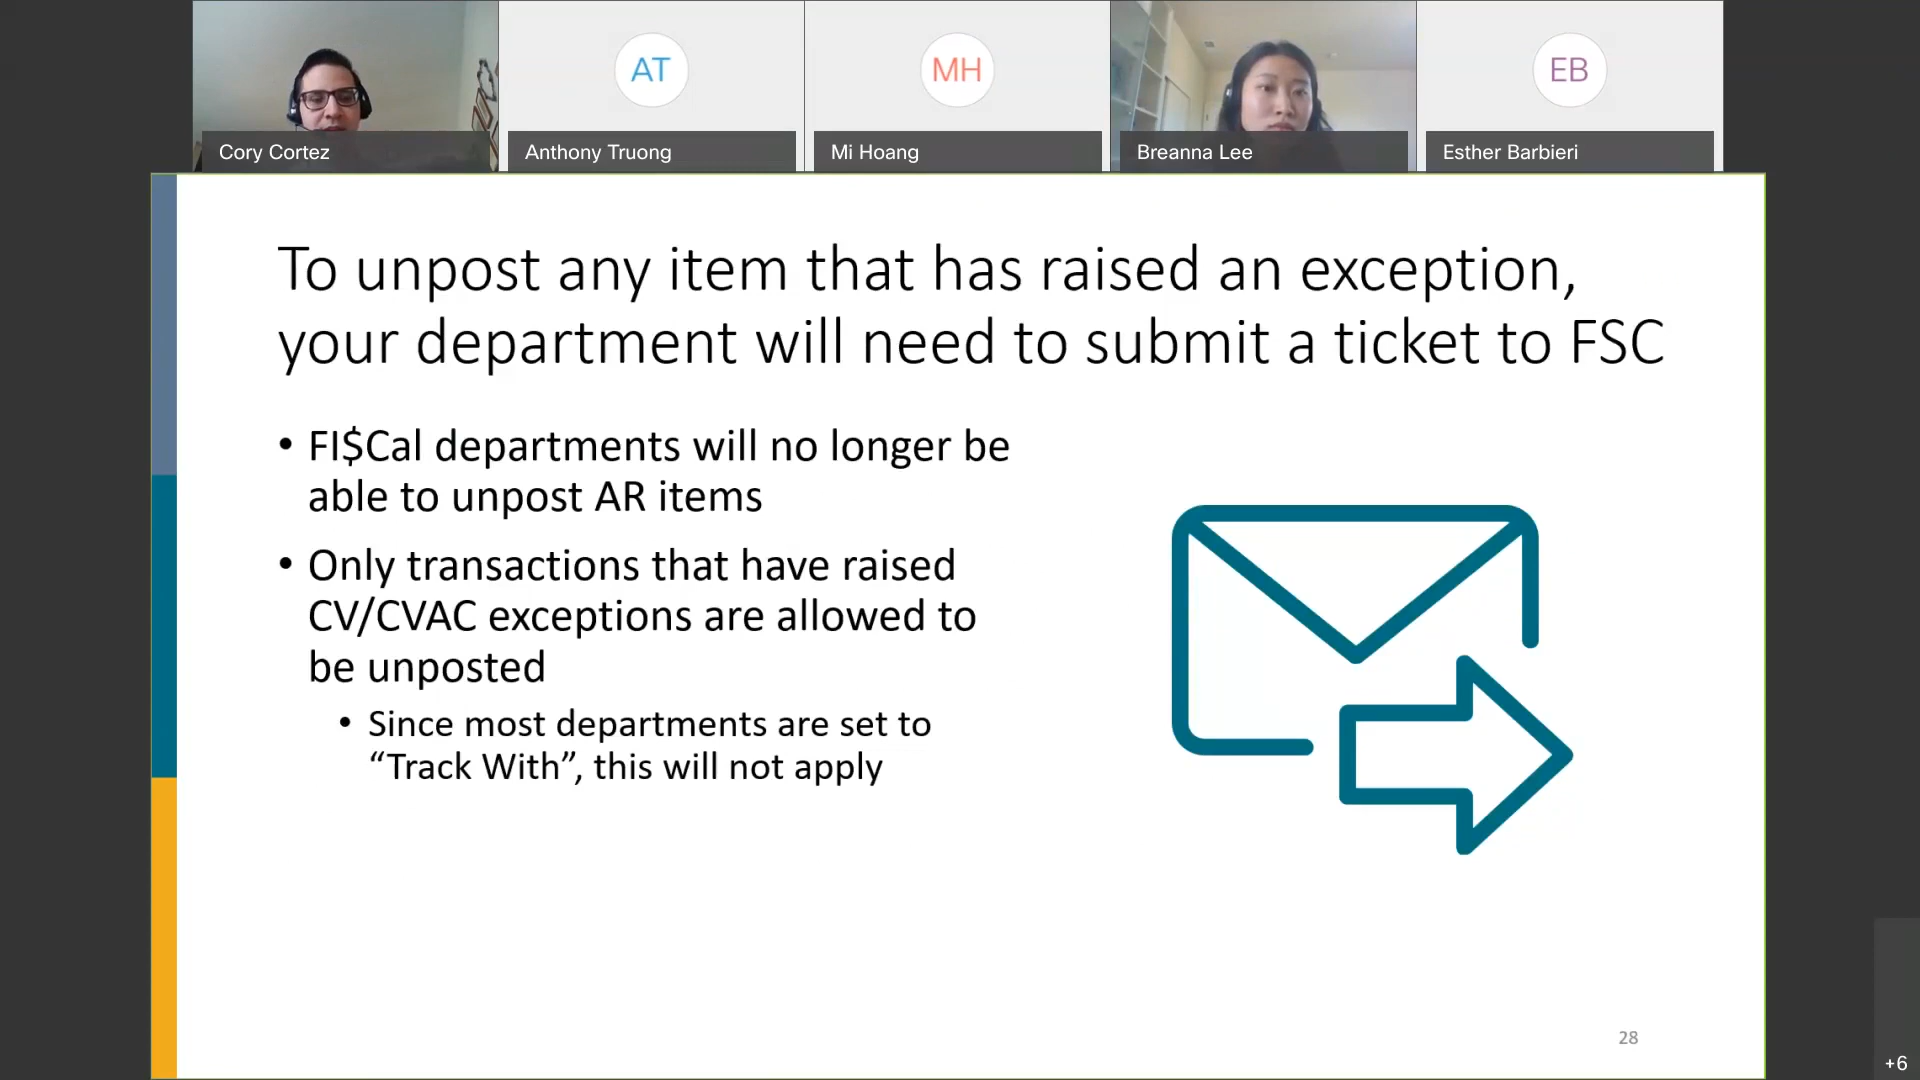 AT
MH
EB
Cory Cortez
Anthony Truong
Mi Hoang
Breanna Lee
Esther Barbieri
To unpost any item that has raised an exception,
your department will need to submit a ticket to FSC
• FI$Cal departments will no longer be
able to unpost AR items
• Only transactions that have raised
CV/CVAC exceptions are allowed to
be unposted
• Since most departments are set to
“Track With”, this will not apply
28
+6